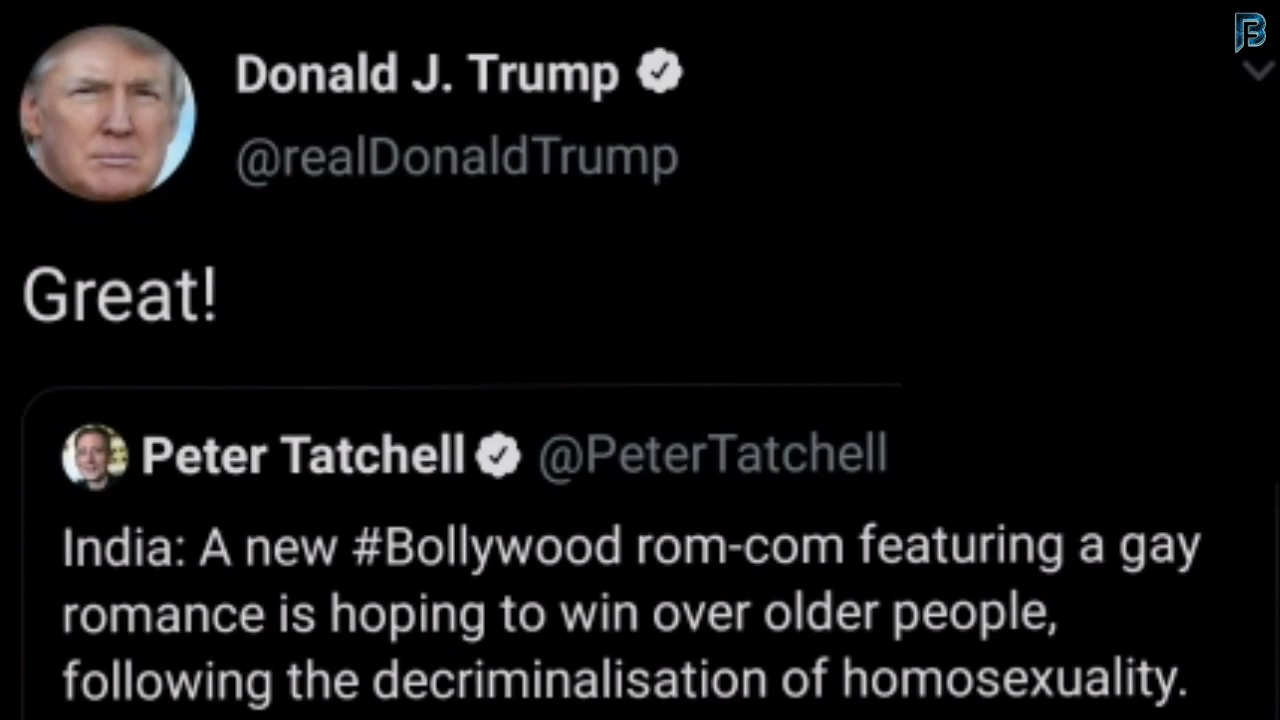 Donald J. Trump
@realDonaldTrump
Great!
Peter Tatchell @PeterTatchell
India: A new #Bollywood rom-com featuring a gay
romance is hoping to win over older people,
following the decriminalisation of homosexuality.